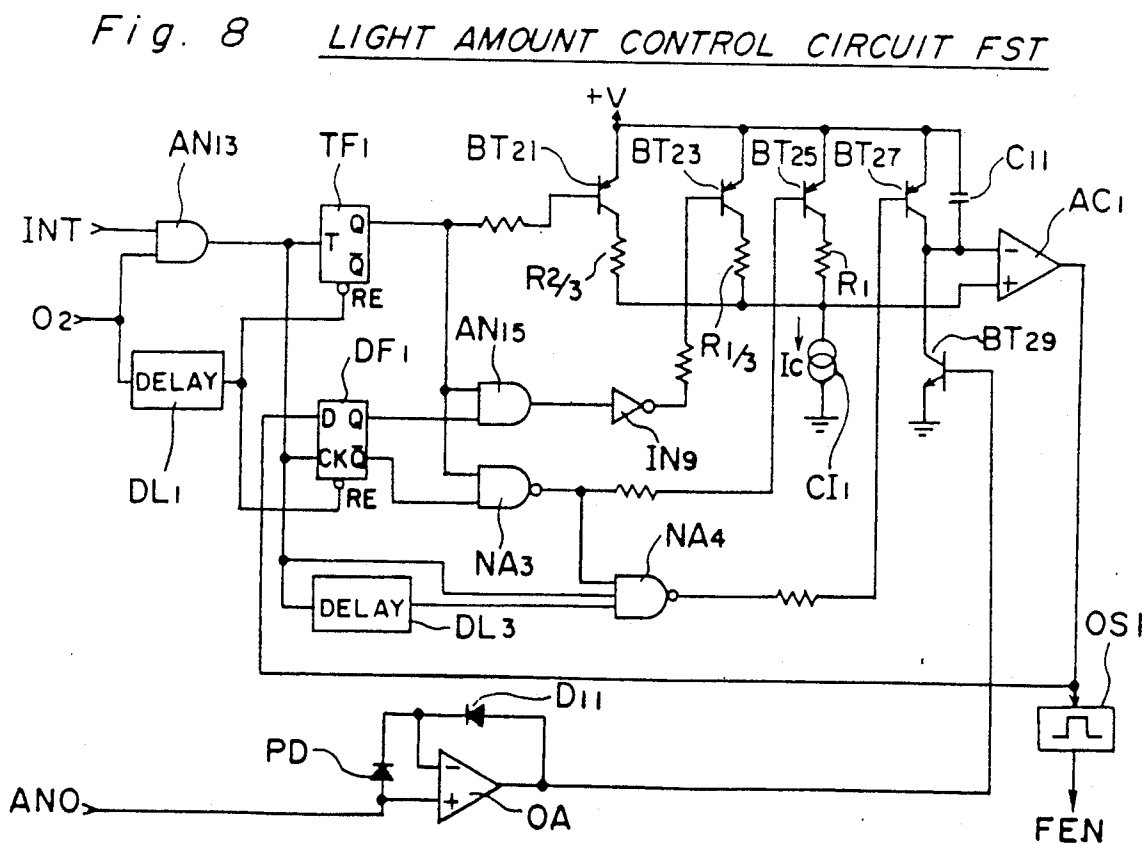 Fig. 8 LIGHT AMOUNT CONTROL CIRCUIT FST
+V
AN13
TF1
BT21
BT23
BT25
BT27
C11
AC1
INT
T
Q
Q̅
RE
R2/3
R1/3
R1
−
+
O2
DELAY
DL1
DF1
D
Q
CK
Q̅
RE
AN15
IN9
Ic
CI1
BT29
NA3
NA4
DELAY
DL3
OS1
D11
PD
−
+
OA
ANO
FEN